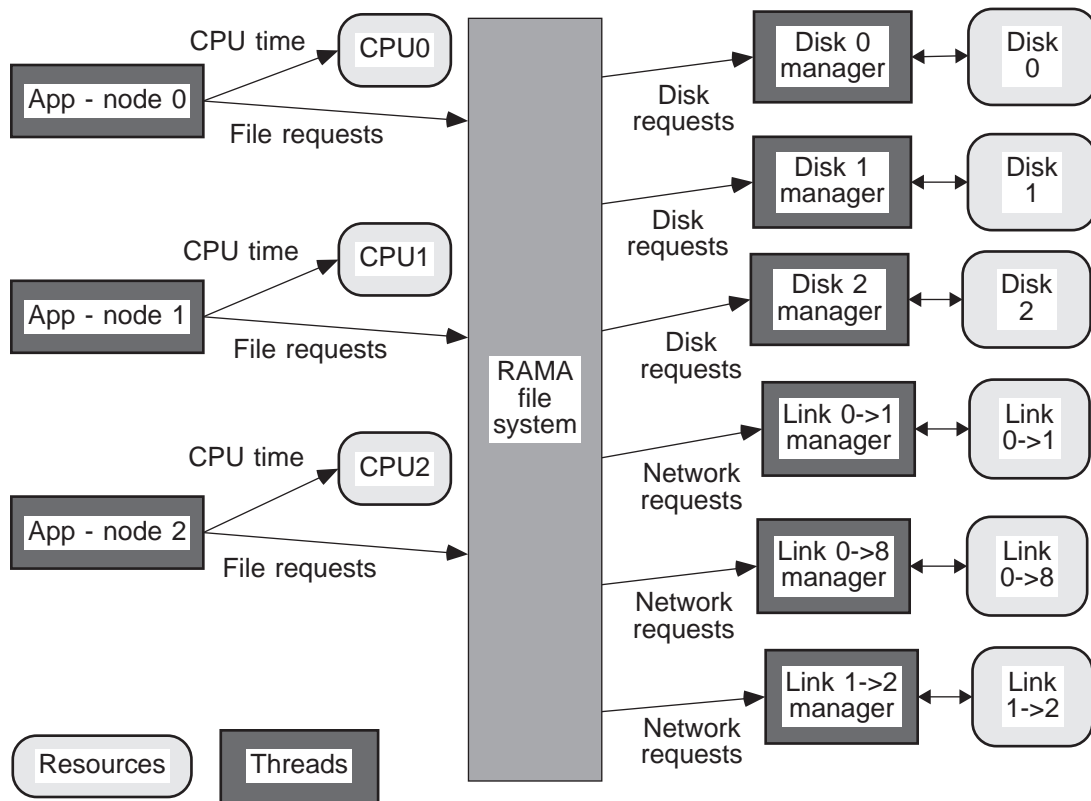 CPU time
CPU0
App - node 0
File requests
CPU time
CPU1
App - node 1
File requests
CPU time
CPU2
App - node 2
File requests
RAMA
file
system
Disk
requests
Disk 0
manager
Disk
0
Disk
requests
Disk 1
manager
Disk
1
Disk
requests
Disk 2
manager
Disk
2
Network
requests
Link 0->1
manager
Link
0->1
Network
requests
Link 0->8
manager
Link
0->8
Network
requests
Link 1->2
manager
Link
1->2
Resources
Threads